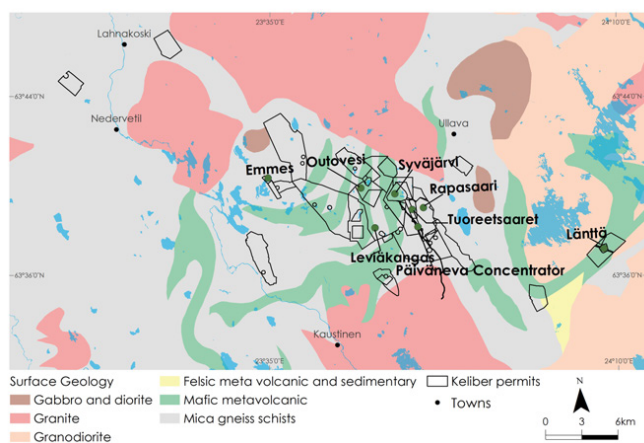 23°35'E
24°10'E
Lahnakoski
63°44'0"N
63°44'0"N
Nedervetil
Ullava
Outovesi
Syväjärvi
Emmes
Rapasaari
Tuoreetsaaret
Länttä
Leviäkangas
Päiväneva Concentrator
63°36'0"N
63°36'0"N
Kaustinen
23°35'0"E
24°10'0"E
Surface Geology
Gabbro and diorite
Granite
Granodiorite
Felsic meta volcanic and sedimentary
Mafic metavolcanic
Mica gneiss schists
Keliber permits
Towns
N
0 3 6km